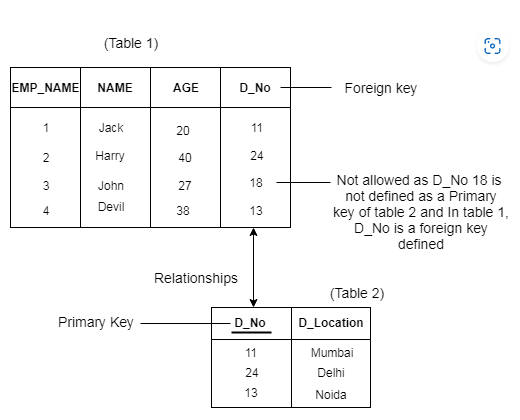 (Table 1)
EMP_NAME NAME AGE D_No Foreign key
1 Jack 20 11
2 Harry 40 24
3 John 27 18
4 Devil 38 13
Not allowed as D_No 18 is
not defined as a Primary
key of table 2 and In table 1,
D_No is a foreign key
defined
Relationships
(Table 2)
Primary Key D_No D_Location
11 Mumbai
24 Delhi
13 Noida